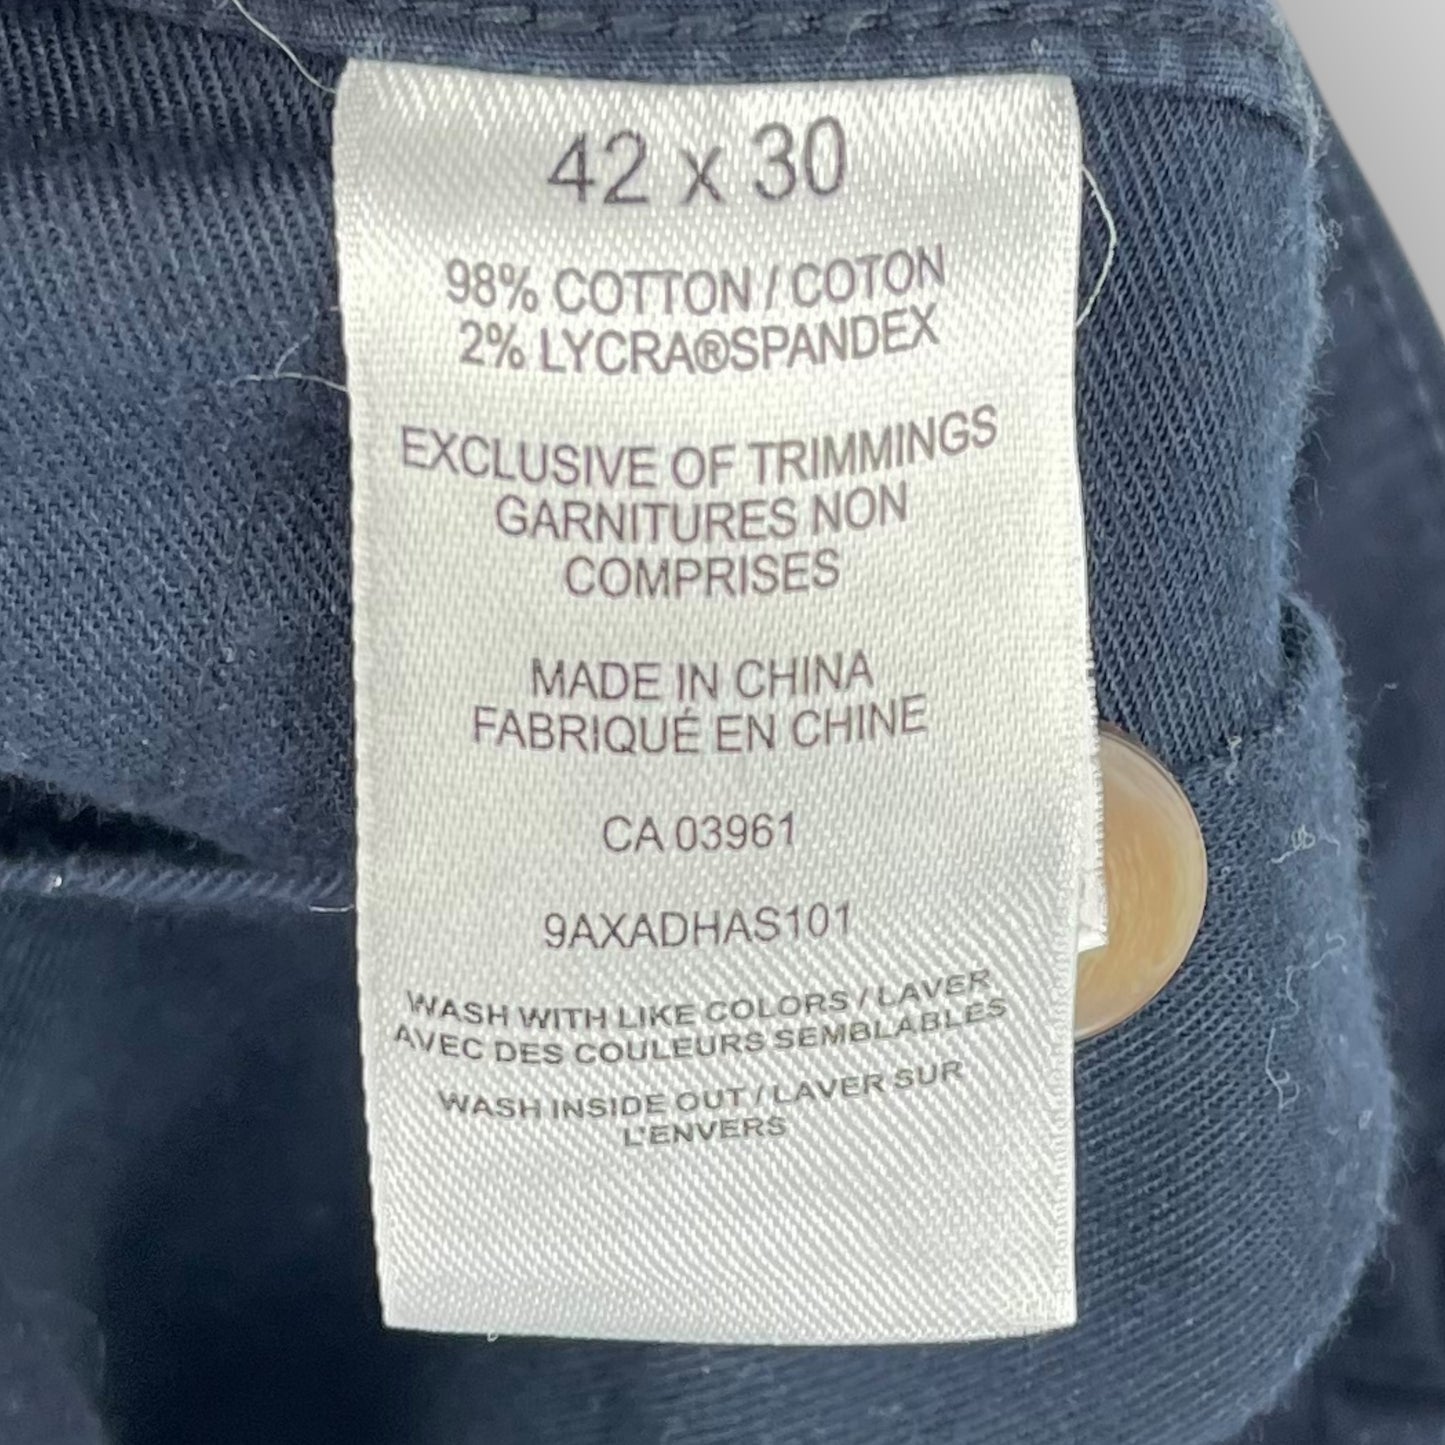 42 x 30
98% COTTON / COTON
2% LYCRA®SPANDEX
EXCLUSIVE OF TRIMMINGS
GARNITURES NON
COMPRISES
MADE IN CHINA
FABRIQUÉ EN CHINE
CA 03961
9AXADHAS101
WASH WITH LIKE COLORS / LAVER
AVEC DES COULEURS SEMBLABLES
WASH INSIDE OUT / LAVER SUR
L'ENVERS